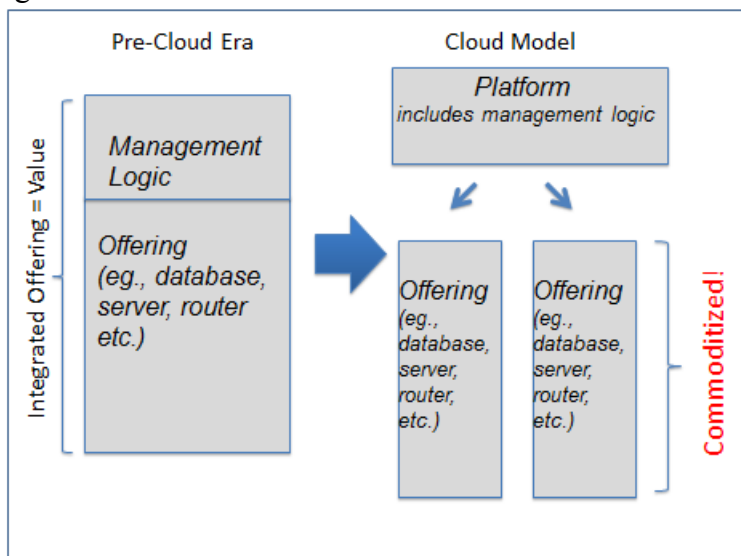 Pre-Cloud Era
Cloud Model
Integrated Offering = Value
Management
Logic
Offering
(eg., database,
server, router
etc.)
Platform
includes management logic
Offering
(eg.,
database,
server,
router,
etc.)
Offering
(eg.,
database,
server,
router,
etc.)
Commoditized!